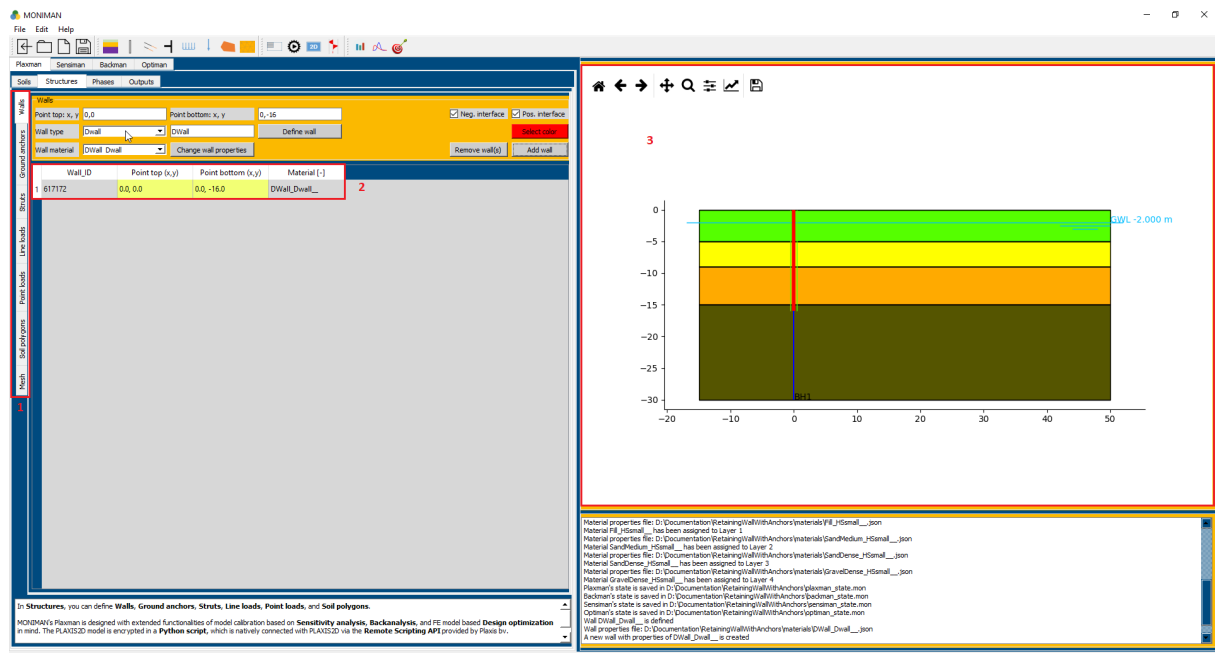 MONIMAN
File Edit Help
Plaxman Sensiman Backman Optiman
Soils Structures Phases Outputs
Walls
Ground anchors
Struts
Line loads
Point loads
Soil polygons
Mesh
1
Walls
Point top: x, y 0,0 Point bottom: x, y 0,-16 Neg. interface Pos. interface
Wall type Dwall DWall Define wall Select color
Wall material DWall_Dwall Change wall properties Remove wall(s) Add wall
Wall_ID Point top (x,y) Point bottom (x,y) Material [-]
1 617172 0.0, 0.0 0.0, -16.0 DWall_Dwall__
2
In Structures, you can define Walls, Ground anchors, Struts, Line loads, Point loads, and Soil polygons.
MONIMAN's Plaxman is designed with extended functionalities of model calibration based on Sensitivity analysis, Backanalysis, and FE model based Design optimization
in mind. The PLAXIS2D model is encrypted in a Python script, which is natively connected with PLAXIS2D via the Remote Scripting API provided by Plaxis bv.
3
GWL -2.000 m
0
−5
−10
−15
−20
−25
−30
BH1
−20 −10 0 10 20 30 40 50
Material properties file: D:\Documentation\RetainingWallWithAnchors\materials\Fill_HSsmall__.json
Material Fill_HSsmall__ has been assigned to Layer 1
Material properties file: D:\Documentation\RetainingWallWithAnchors\materials\SandMedium_HSsmall__.json
Material SandMedium_HSsmall__ has been assigned to Layer 2
Material properties file: D:\Documentation\RetainingWallWithAnchors\materials\SandDense_HSsmall__.json
Material SandDense_HSsmall__ has been assigned to Layer 3
Material properties file: D:\Documentation\RetainingWallWithAnchors\materials\GravelDense_HSsmall__.json
Material GravelDense_HSsmall__ has been assigned to Layer 4
Plaxman's state is saved in D:\Documentation\RetainingWallWithAnchors\plaxman_state.mon
Backman's state is saved in D:\Documentation\RetainingWallWithAnchors\backman_state.mon
Sensiman's state is saved in D:\Documentation\RetainingWallWithAnchors\sensiman_state.mon
Optiman's state is saved in D:\Documentation\RetainingWallWithAnchors\optiman_state.mon
Wall DWall_Dwall__ is defined
Wall properties file: D:\Documentation\RetainingWallWithAnchors\materials\DWall_Dwall__.json
A new wall with properties of DWall_Dwall__ is created